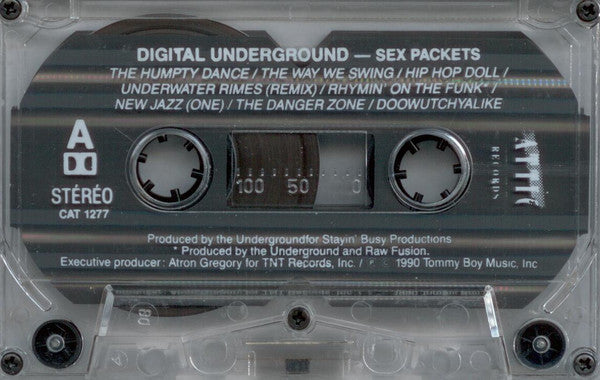 DIGITAL UNDERGROUND — SEX PACKETS
THE HUMPTY DANCE / THE WAY WE SWING / HIP HOP DOLL /
UNDERWATER RIMES (REMIX) / RHYMIN' ON THE FUNK* /
NEW JAZZ (ONE) / THE DANGER ZONE / DOOWUTCHYALIKE
A
STÉRÉO
CAT 1277
100 50 0
ATTIC
RECORDS
Produced by the Undergroundfor Stayin' Busy Productions
* Produced by the Underground and Raw Fusion.
Executive producer: Atron Gregory for TNT Records, Inc. / ℗ © 1990 Tommy Boy Music, Inc